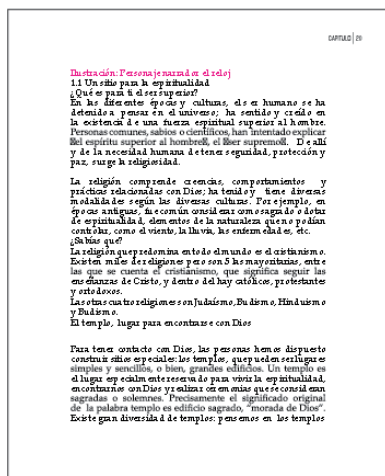 CAPITULO | 29
Ilustración: Personaje narrador el reloj
1.1 Un sitio para la espiritualidad
¿Qué es para ti el ser superior?
En las diferentes épocas y culturas, els er humano se ha
detenido a pensar en el universo; ha sentido y creído en
la existencia de una fuerza espiritual superior al hombre.
Personas comunes, sabios o científicos, han intentado explicar
el espíritu superior al hombre, el ser supremo. De allí
y de la necesidad humana de tener seguridad, protección y
paz, surge la religiosidad.
La religión comprende creencias, comportamientos y
prácticas relacionadas con Dios; ha tenido y tiene diversas
modalidades según las diversas culturas. Por ejemplo, en
épocas antiguas, fue común considerar como sagrado o dotar
de espiritualidad, elementos de la naturaleza que no podían
controlar, como el viento, la lluvia, las enfermedades, etc.
¿Sabías que?
La religión que predomina en todo el mundo es el cristianismo.
Existen miles de religiones pero son 5 las mayoritarias, entre
las que se cuenta el cristianismo, que significa seguir las
enseñanzas de Cristo, y dentro del hay católicos, protestantes
y ortodoxos.
Las otras cuatro religiones son Judaísmo, Budismo, Hinduismo
y Budismo.
El templo, lugar para encontrarse con Dios
Para tener contacto con Dios, las personas hemos dispuesto
construir sitios especiales: los templos, que pueden ser lugares
simples y sencillos, o bien, grandes edificios. Un templo es
el lugar especialmente reservado para vivir la espiritualidad,
encontrarnos con Dios y realizar ceremonias que se consideran
sagradas o solemnes. Precisamente el significado original
de la palabra templo es edificio sagrado, "morada de Dios".
Existe gran diversidad de templos: pensemos en los templos